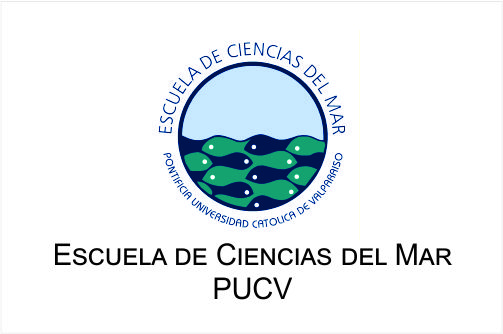 ESCUELA DE CIENCIAS DEL MAR
PONTIFICIA UNIVERSIDAD CATOLICA DE VALPARAISO
ESCUELA DE CIENCIAS DEL MAR
PUCV